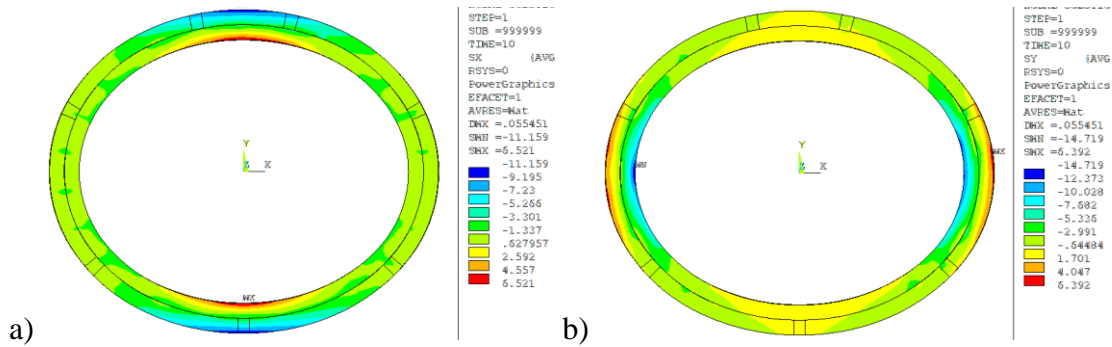 STEP=1
SUB =999999
TIME=10
SX (AVG
RSYS=0
PowerGraphics
EFACET=1
AVRES=Mat
DMX =.055451
SMN =-11.159
SMX =6.521
-11.159
-9.195
-7.23
-5.266
-3.301
-1.337
.627957
2.592
4.557
6.521
Y
Z X
MX
a)
STEP=1
SUB =999999
TIME=10
SY (AVG
RSYS=0
PowerGraphics
EFACET=1
AVRES=Mat
DMX =.055451
SMN =-14.719
SMX =6.392
-14.719
-12.373
-10.028
-7.682
-5.336
-2.991
-.64484
1.701
4.047
6.392
Y
Z X
MN
MX
b)